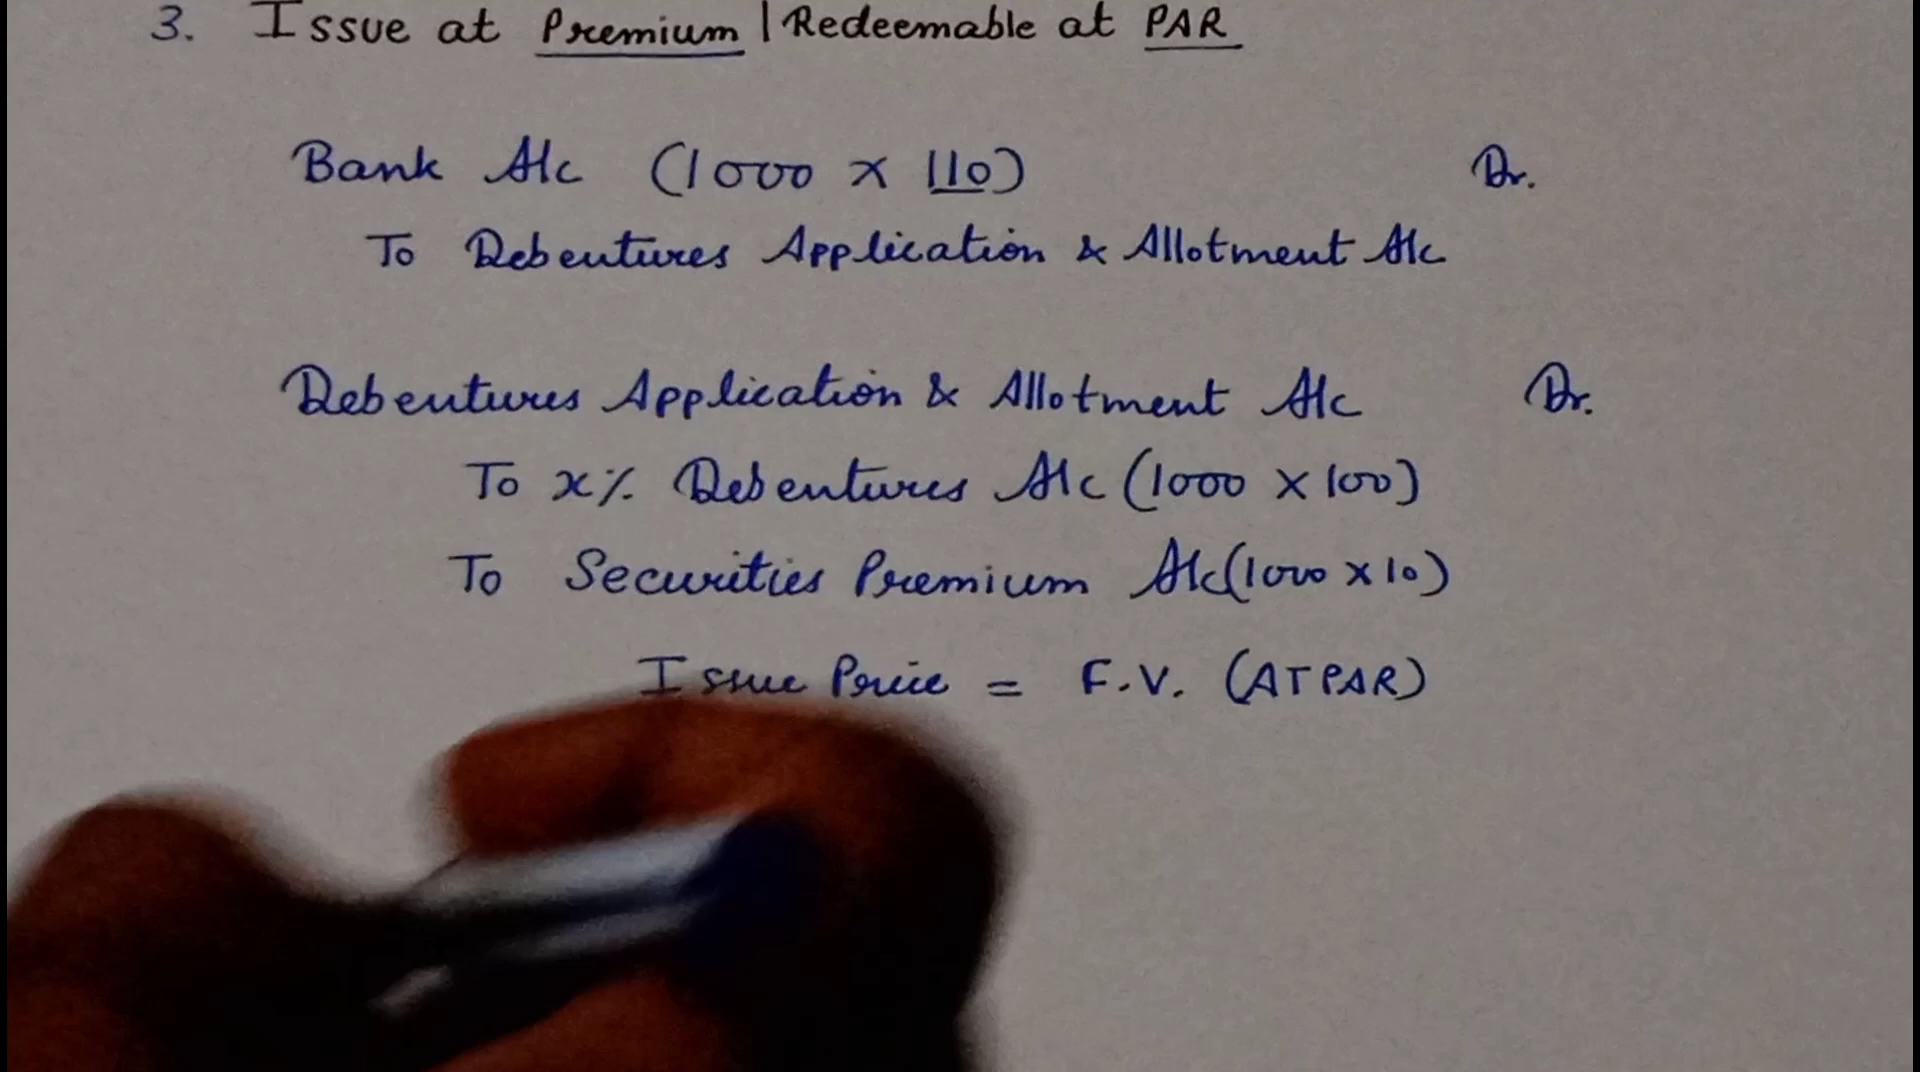 3. Issue at Premium | Redeemable at PAR
Bank A/c (1000 x 110) Dr.
To Debentures Application & Allotment A/c
Debentures Application & Allotment A/c Dr.
To x% Debentures A/c (1000 x 100)
To Securities Premium A/c (1000 x 10)
Issue Price = F.V. (AT PAR)